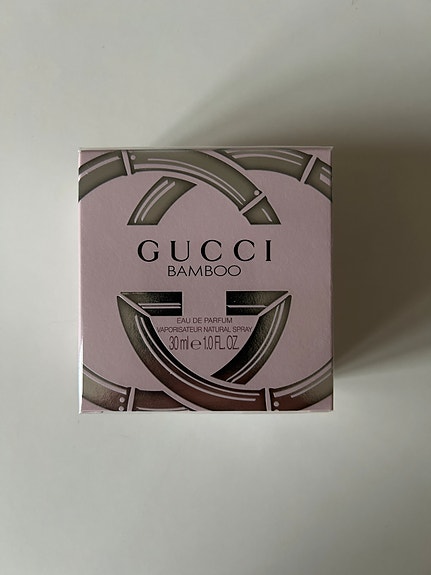 GUCCI
BAMBOO
EAU DE PARFUM
VAPORISATEUR NATURAL SPRAY
30 ml ℮ 1.0 FL.OZ.